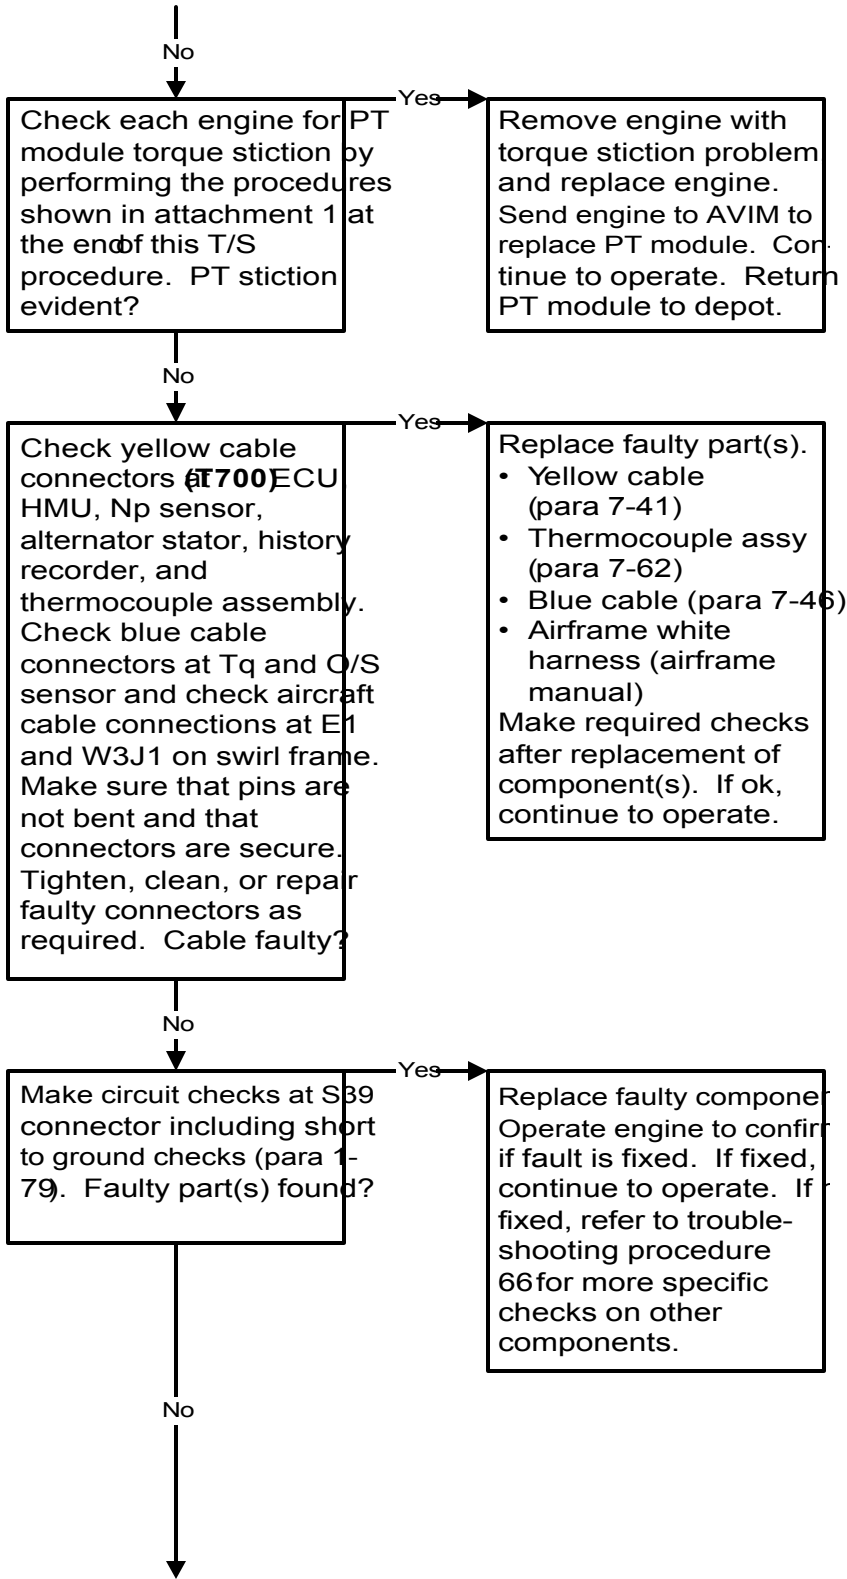 No
Check each engine for PT
module torque stiction by
performing the procedures
shown in attachment 1 at
the end of this T/S
procedure. PT stiction
evident?
Yes
Remove engine with
torque stiction problem
and replace engine.
Send engine to AVIM to
replace PT module. Con-
tinue to operate. Return
PT module to depot.
No
Check yellow cable
connectors at (T700) ECU,
HMU, Np sensor,
alternator stator, history
recorder, and
thermocouple assembly.
Check blue cable
connectors at Tq and O/S
sensor and check aircraft
cable connections at E1
and W3J1 on swirl frame.
Make sure that pins are
not bent and that
connectors are secure.
Tighten, clean, or repair
faulty connectors as
required. Cable faulty?
Yes
Replace faulty part(s).
• Yellow cable
(para 7-41)
• Thermocouple assy
(para 7-62)
• Blue cable (para 7-46)
• Airframe white
harness (airframe
manual)
Make required checks
after replacement of
component(s). If ok,
continue to operate.
No
Make circuit checks at S39
connector including short
to ground checks (para 1-
79). Faulty part(s) found?
Yes
Replace faulty
Operate engine to
if fault is fixed. If fixed,
continue to operate. If
fixed, refer to trouble-
shooting procedure
66 for more specific
checks on other
components.
No